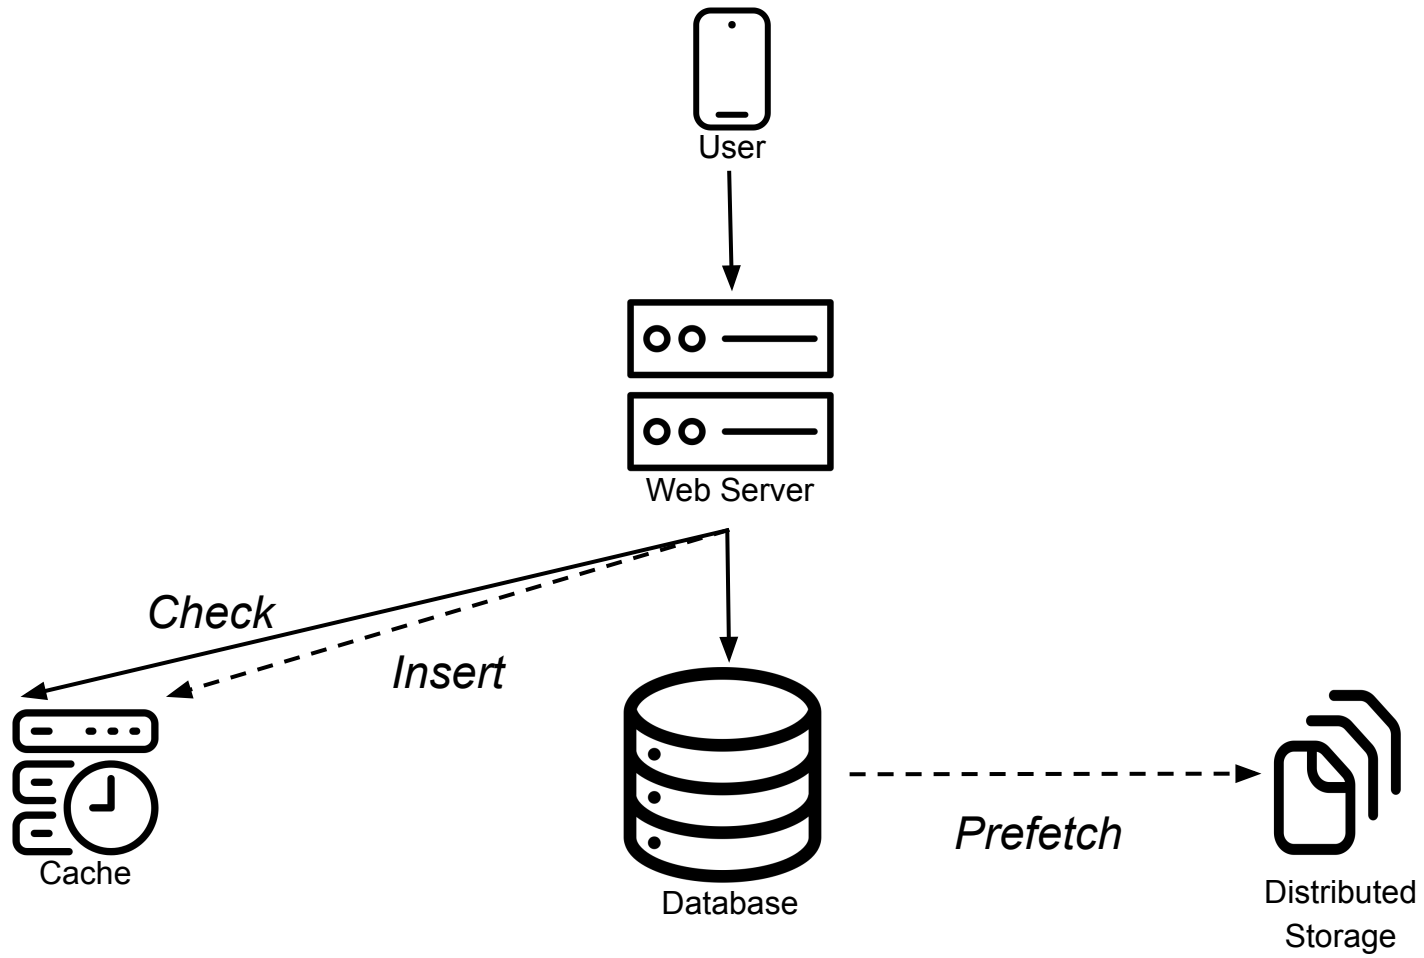 User
Web Server
Check
Insert
Prefetch
Cache
Database
Distributed
Storage